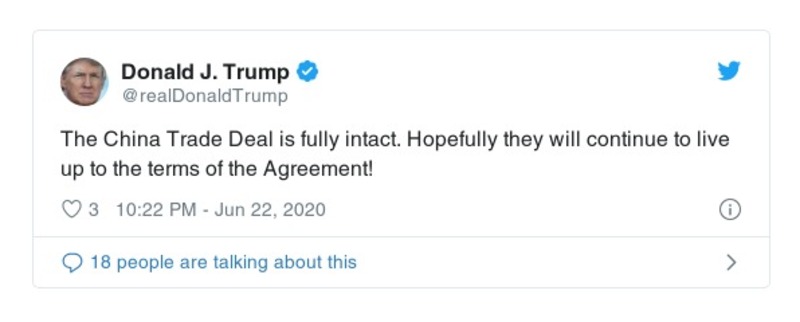 Donald J. Trump
@realDonaldTrump
The China Trade Deal is fully intact. Hopefully they will continue to live
up to the terms of the Agreement!
3 10:22 PM - Jun 22, 2020
18 people are talking about this